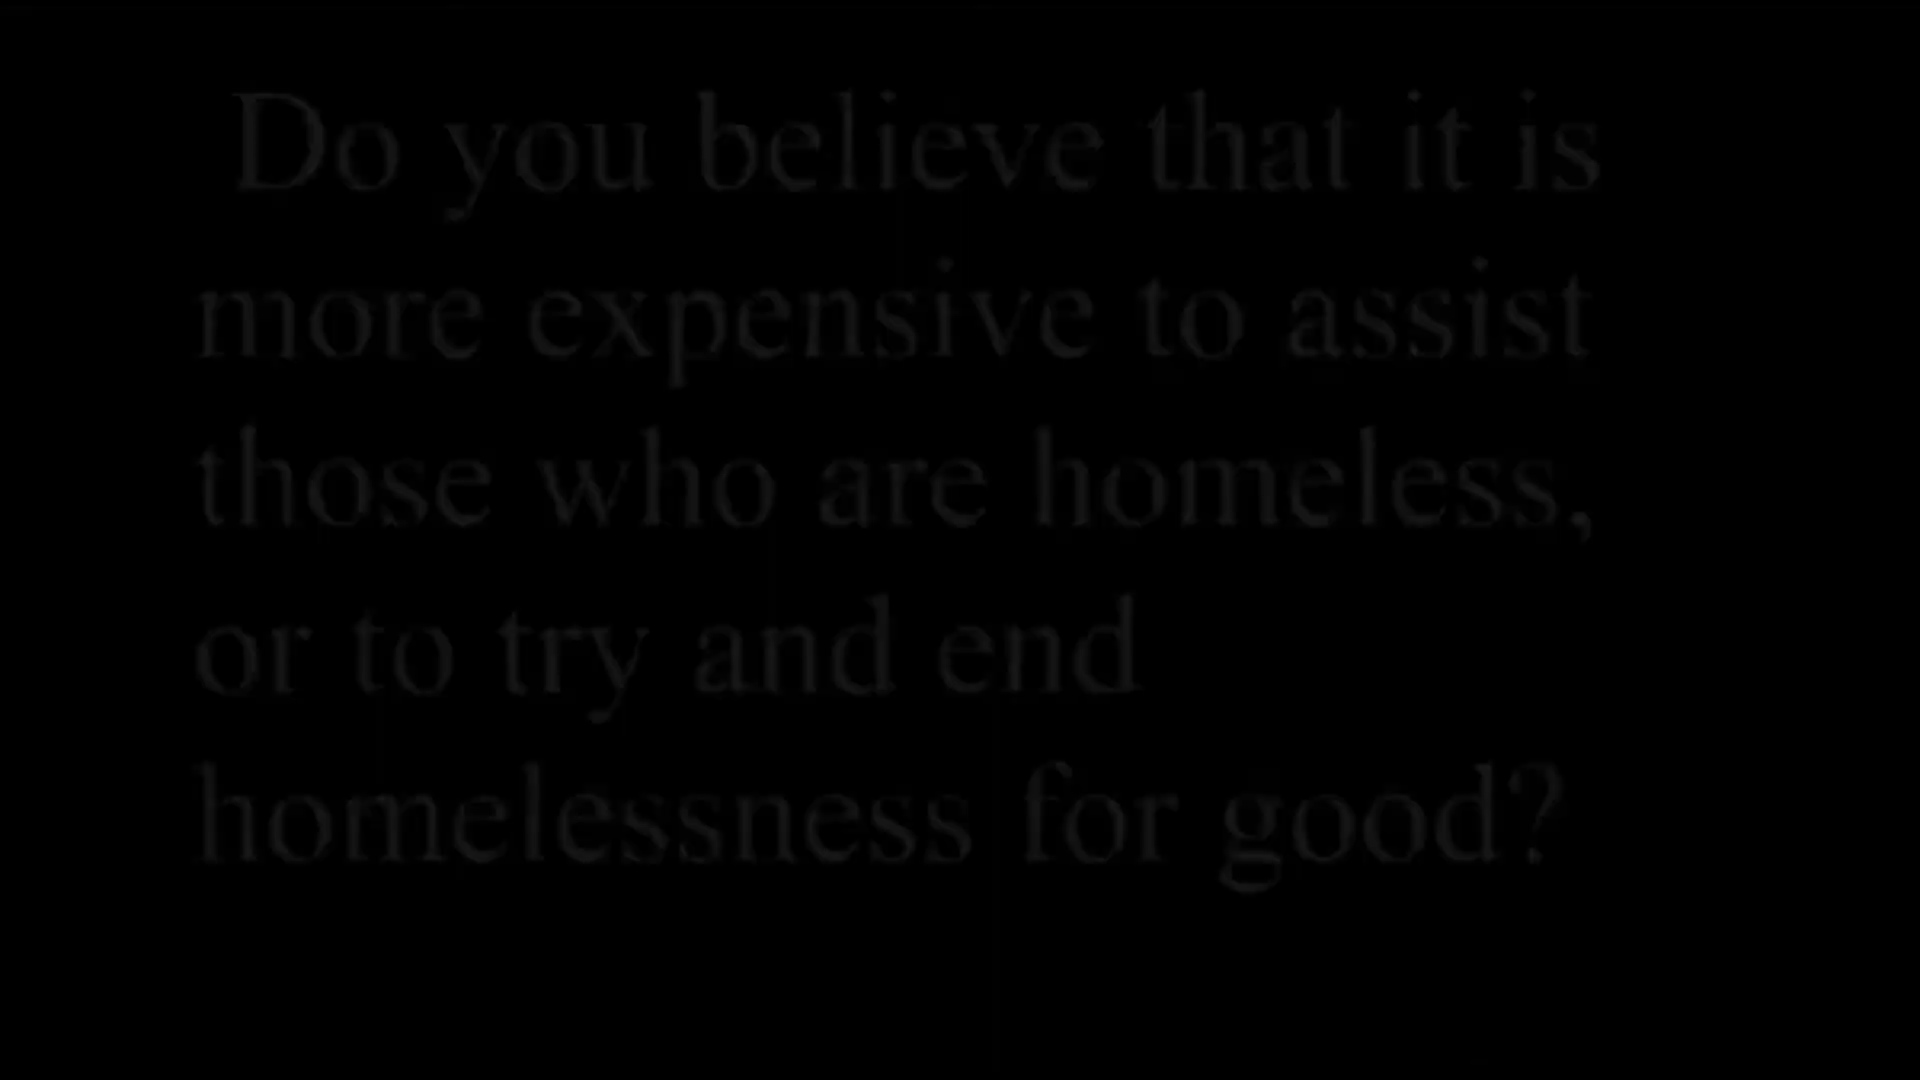 Do you believe that it is
more expensive to assist
those who are homeless,
or to try and end
homelessness for good?